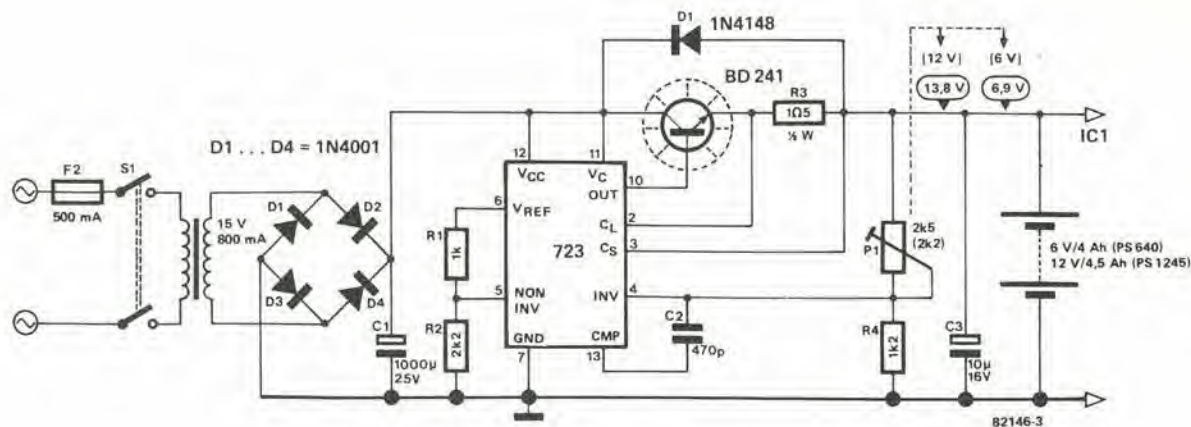 D1
1N4148
[12 V]
[6 V]
BD 241
13,8 V
6,9 V
R3
1Ω5
½ W
IC1
D1 ... D4 = 1N4001
F2
S1
500 mA
15 V
800 mA
D1
D2
D3
D4
12
VCC
11
VC
OUT
10
6
VREF
CL
2
CS
3
723
R1
1k
5
NON
INV
INV
4
R2
2k2
GND
7
CMP
13
C1
1000µ
25V
C2
470p
2k5
(2k2)
P1
R4
1k2
C3
10µ
16V
6 V/4 Ah (PS 640)
12 V/4,5 Ah (PS 1245)
82146-3